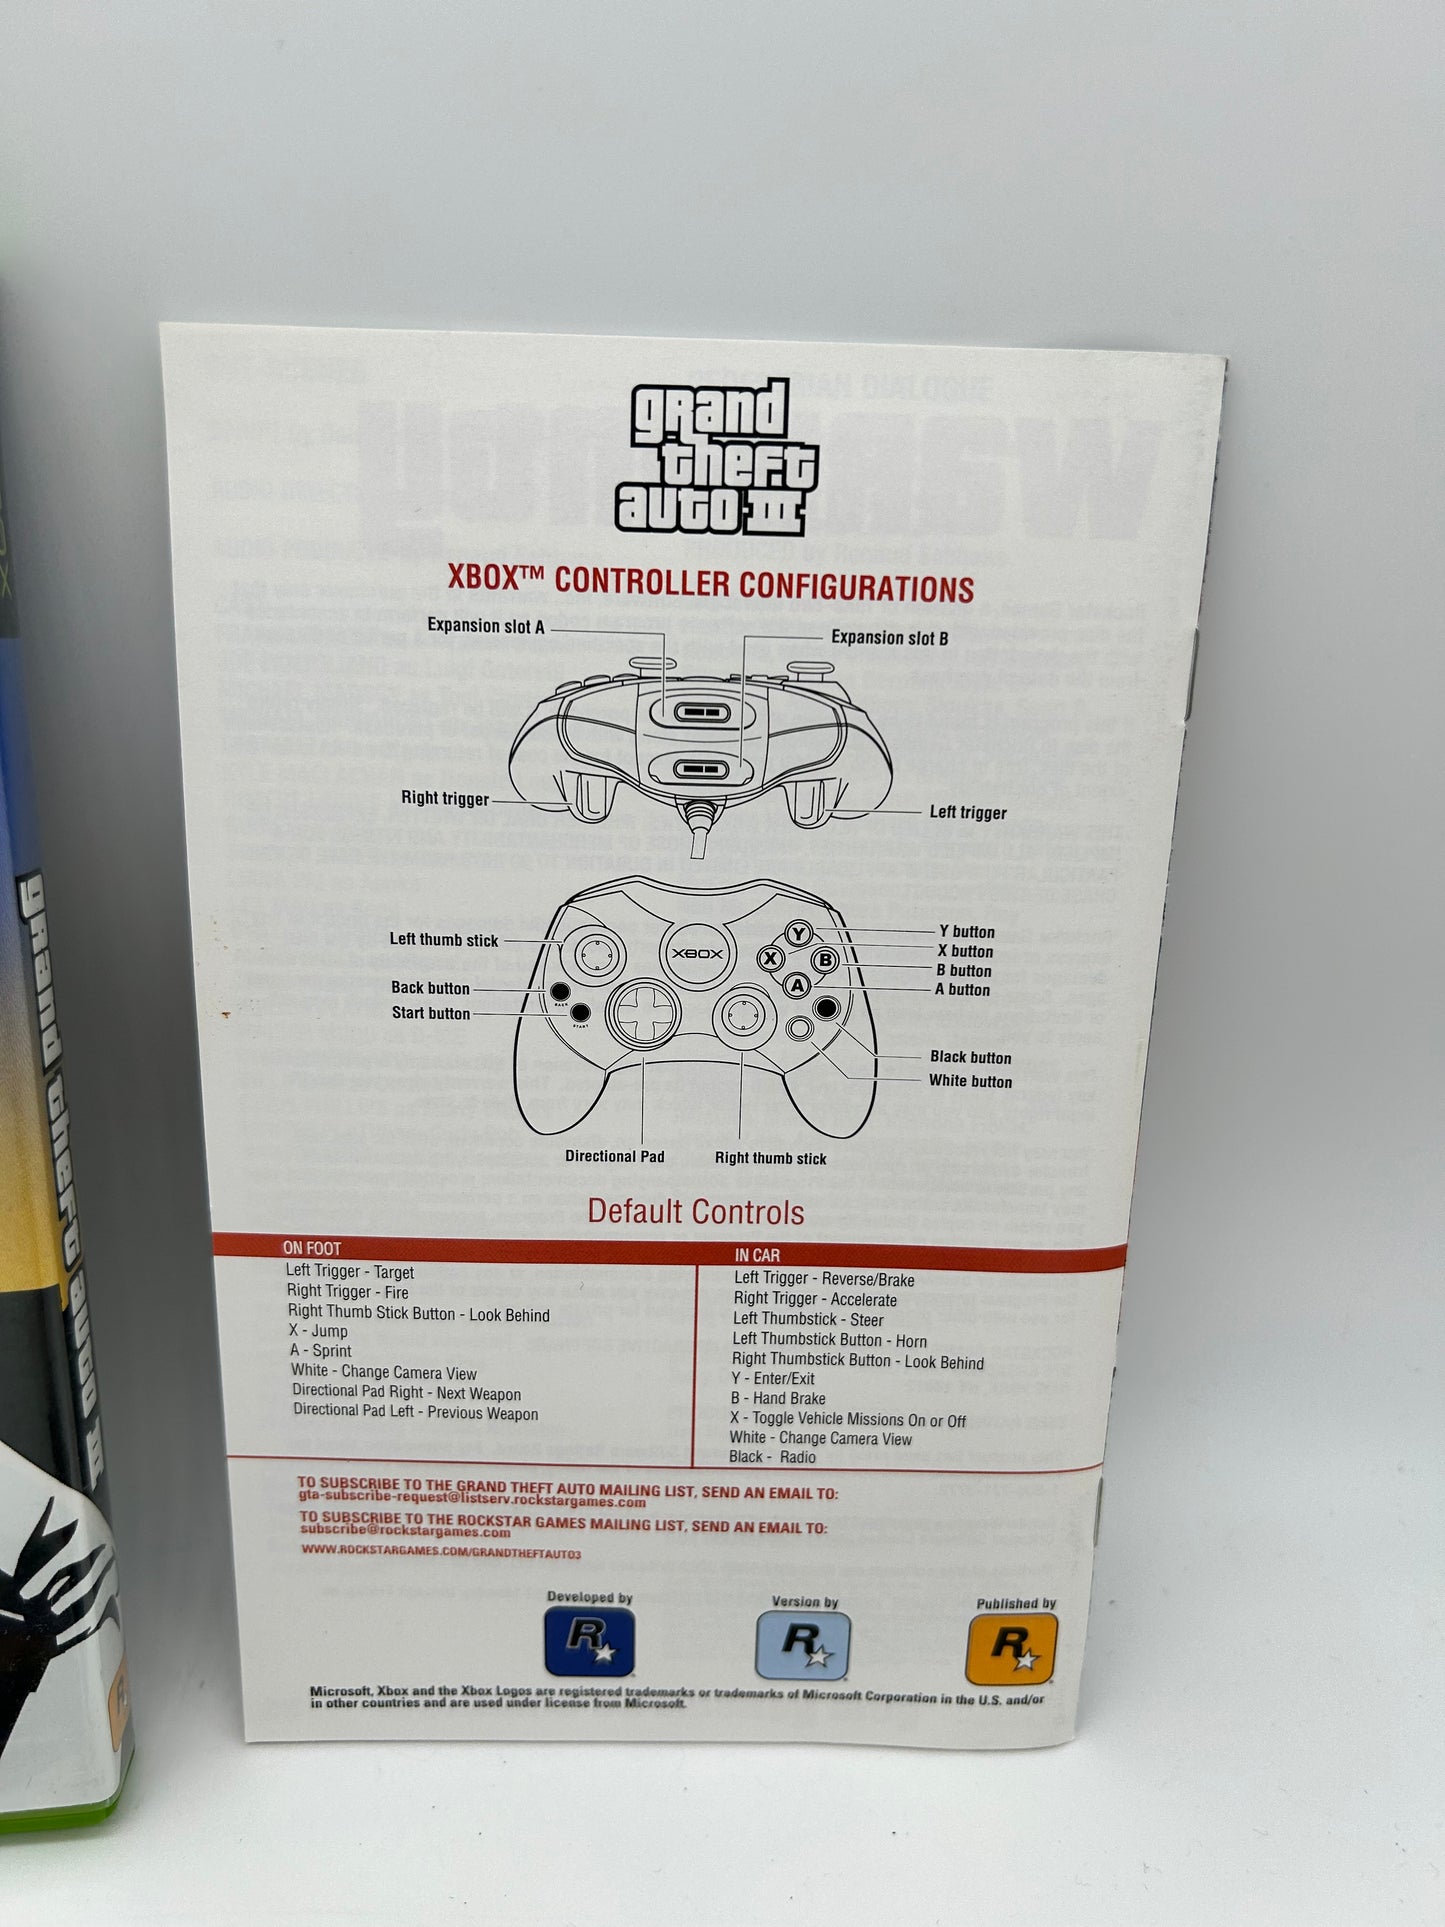 grand
theft
auto III
XBOX™ CONTROLLER CONFIGURATIONS
Expansion slot A
Expansion slot B
Right trigger
Left trigger
Left thumb stick
Back button
Start button
XBOX
Y
X
B
A
BACK
START
Y button
X button
B button
A button
Black button
White button
Directional Pad
Right thumb stick
Default Controls
ON FOOT
Left Trigger - Target
Right Trigger - Fire
Right Thumb Stick Button - Look Behind
X - Jump
A - Sprint
White - Change Camera View
Directional Pad Right - Next Weapon
Directional Pad Left - Previous Weapon
IN CAR
Left Trigger - Reverse/Brake
Right Trigger - Accelerate
Left Thumbstick - Steer
Left Thumbstick Button - Horn
Right Thumbstick Button - Look Behind
Y - Enter/Exit
B - Hand Brake
X - Toggle Vehicle Missions On or Off
White - Change Camera View
Black - Radio
TO SUBSCRIBE TO THE GRAND THEFT AUTO MAILING LIST, SEND AN EMAIL TO:
gta-subscribe-request@listserv.rockstargames.com
TO SUBSCRIBE TO THE ROCKSTAR GAMES MAILING LIST, SEND AN EMAIL TO:
subscribe@rockstargames.com
WWW.ROCKSTARGAMES.COM/GRANDTHEFTAUTO3
Developed by
R
Version by
R
Published by
R
Microsoft, Xbox and the Xbox Logos are registered trademarks or trademarks of Microsoft Corporation in the U.S. and/or
in other countries and are used under license from Microsoft.
grand theft auto